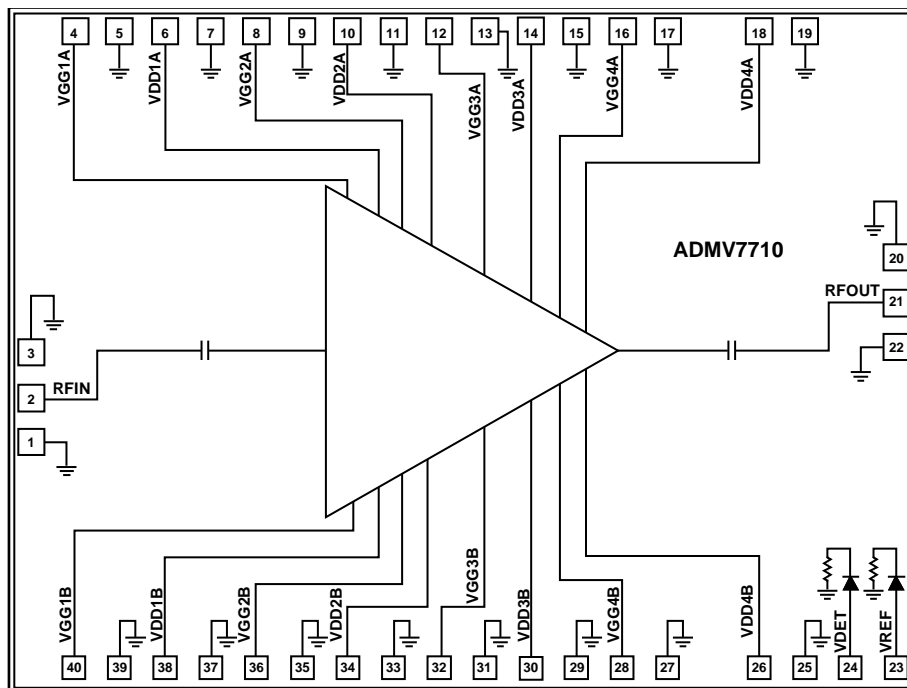 4 5 6 7 8 9 10 11 12 13 14 15 16 17 18 19
VGG1A VDD1A VGG2A VDD2A VGG3A VDD3A VGG4A VDD4A
ADMV7710
20
RFOUT 21
22
3
2 RFIN
1
VGG1B VDD1B VGG2B VDD2B VGG3B VDD3B VGG4B VDD4B VDET VREF
40 39 38 37 36 35 34 33 32 31 30 29 28 27 26 25 24 23